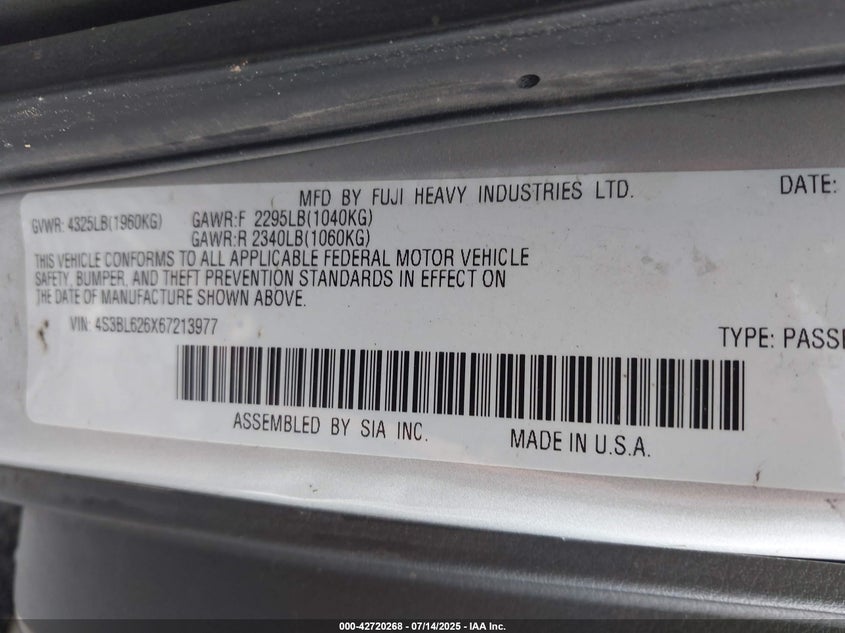 MFD BY FUJI HEAVY INDUSTRIES LTD. DATE:
GVWR: 4325LB(1960KG) GAWR:F 2295LB(1040KG)
GAWR:R 2340LB(1060KG)
THIS VEHICLE CONFORMS TO ALL APPLICABLE FEDERAL MOTOR VEHICLE
SAFETY, BUMPER, AND THEFT PREVENTION STANDARDS IN EFFECT ON
THE DATE OF MANUFACTURE SHOWN ABOVE.
VIN: 4S3BL626X67213977
TYPE: PASSE
ASSEMBLED BY SIA INC. MADE IN U.S.A.
000-42720268 - 07/14/2025 - IAA Inc.